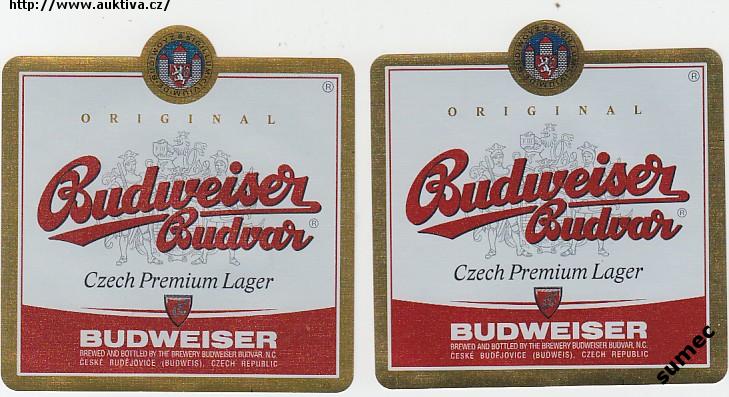 http://www.auktiva.cz/
®
ORIGINAL
Budweiser
Budvar®
Czech Premium Lager
BUDWEISER
BREWED AND BOTTLED BY THE BREWERY BUDWEISER BUDVAR, N.C.
ČESKÉ BUDĚJOVICE (BUDWEIS), CZECH REPUBLIC
®
ORIGINAL
Budweiser
Budvar®
Czech Premium Lager
BUDWEISER
BREWED AND BOTTLED BY THE BREWERY BUDWEISER BUDVAR, N.C.
ČESKÉ BUDĚJOVICE (BUDWEIS), CZECH REPUBLIC
sumec